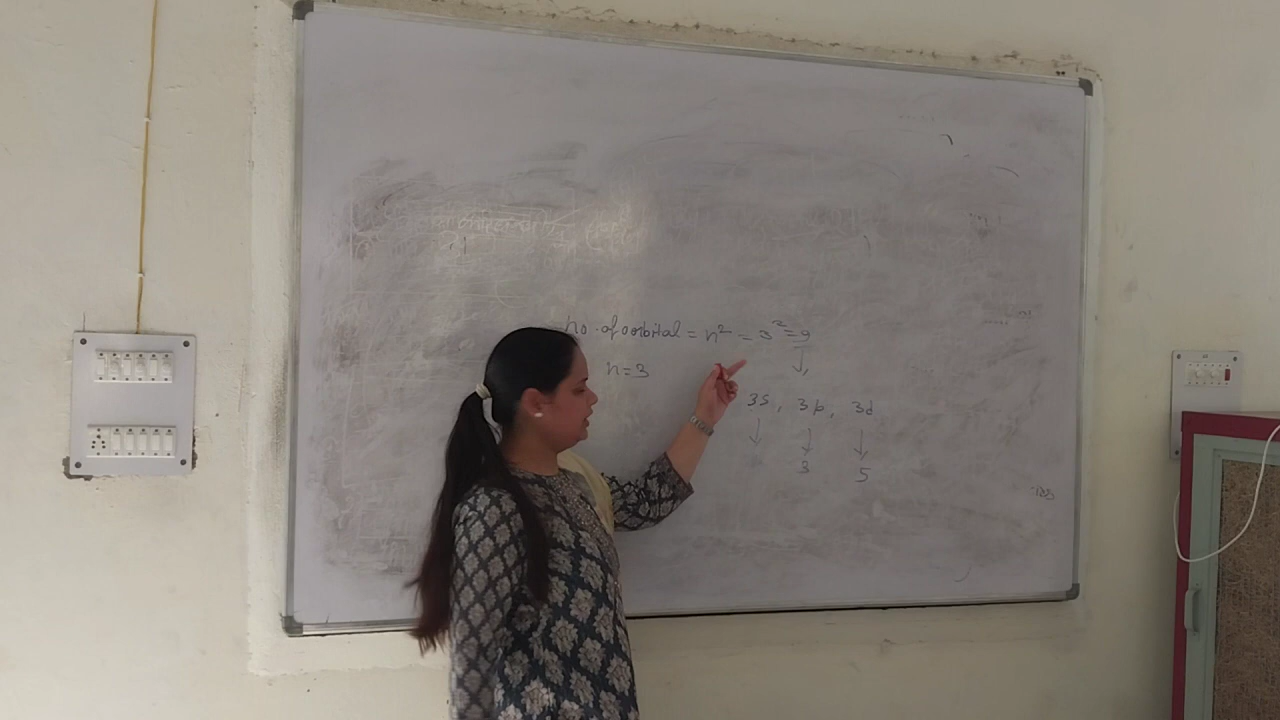 no. of orbital = n² = 3² = 9
n=3
↓
3s, 3p, 3d
↓ ↓ ↓
3 5